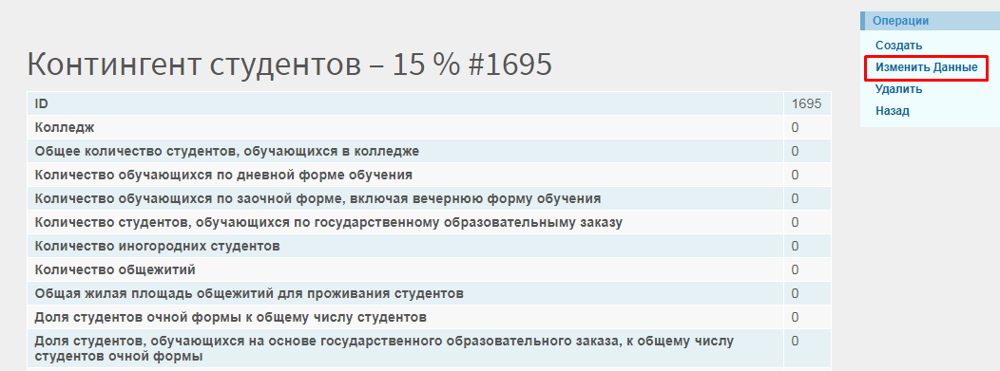 Операции
Создать
Изменить Данные
Удалить
Назад
Контингент студентов – 15 % #1695
ID 1695
Колледж 0
Общее количество студентов, обучающихся в колледже 0
Количество обучающихся по дневной форме обучения 0
Количество обучающихся по заочной форме, включая вечернюю форму обучения 0
Количество студентов, обучающихся по государственному образовательныму заказу 0
Количество иногородних студентов 0
Количество общежитий 0
Общая жилая площадь общежитий для проживания студентов 0
Доля студентов очной формы к общему числу студентов 0
Доля студентов, обучающихся на основе государственного образовательного заказа, к общему числу 0
студентов очной формы